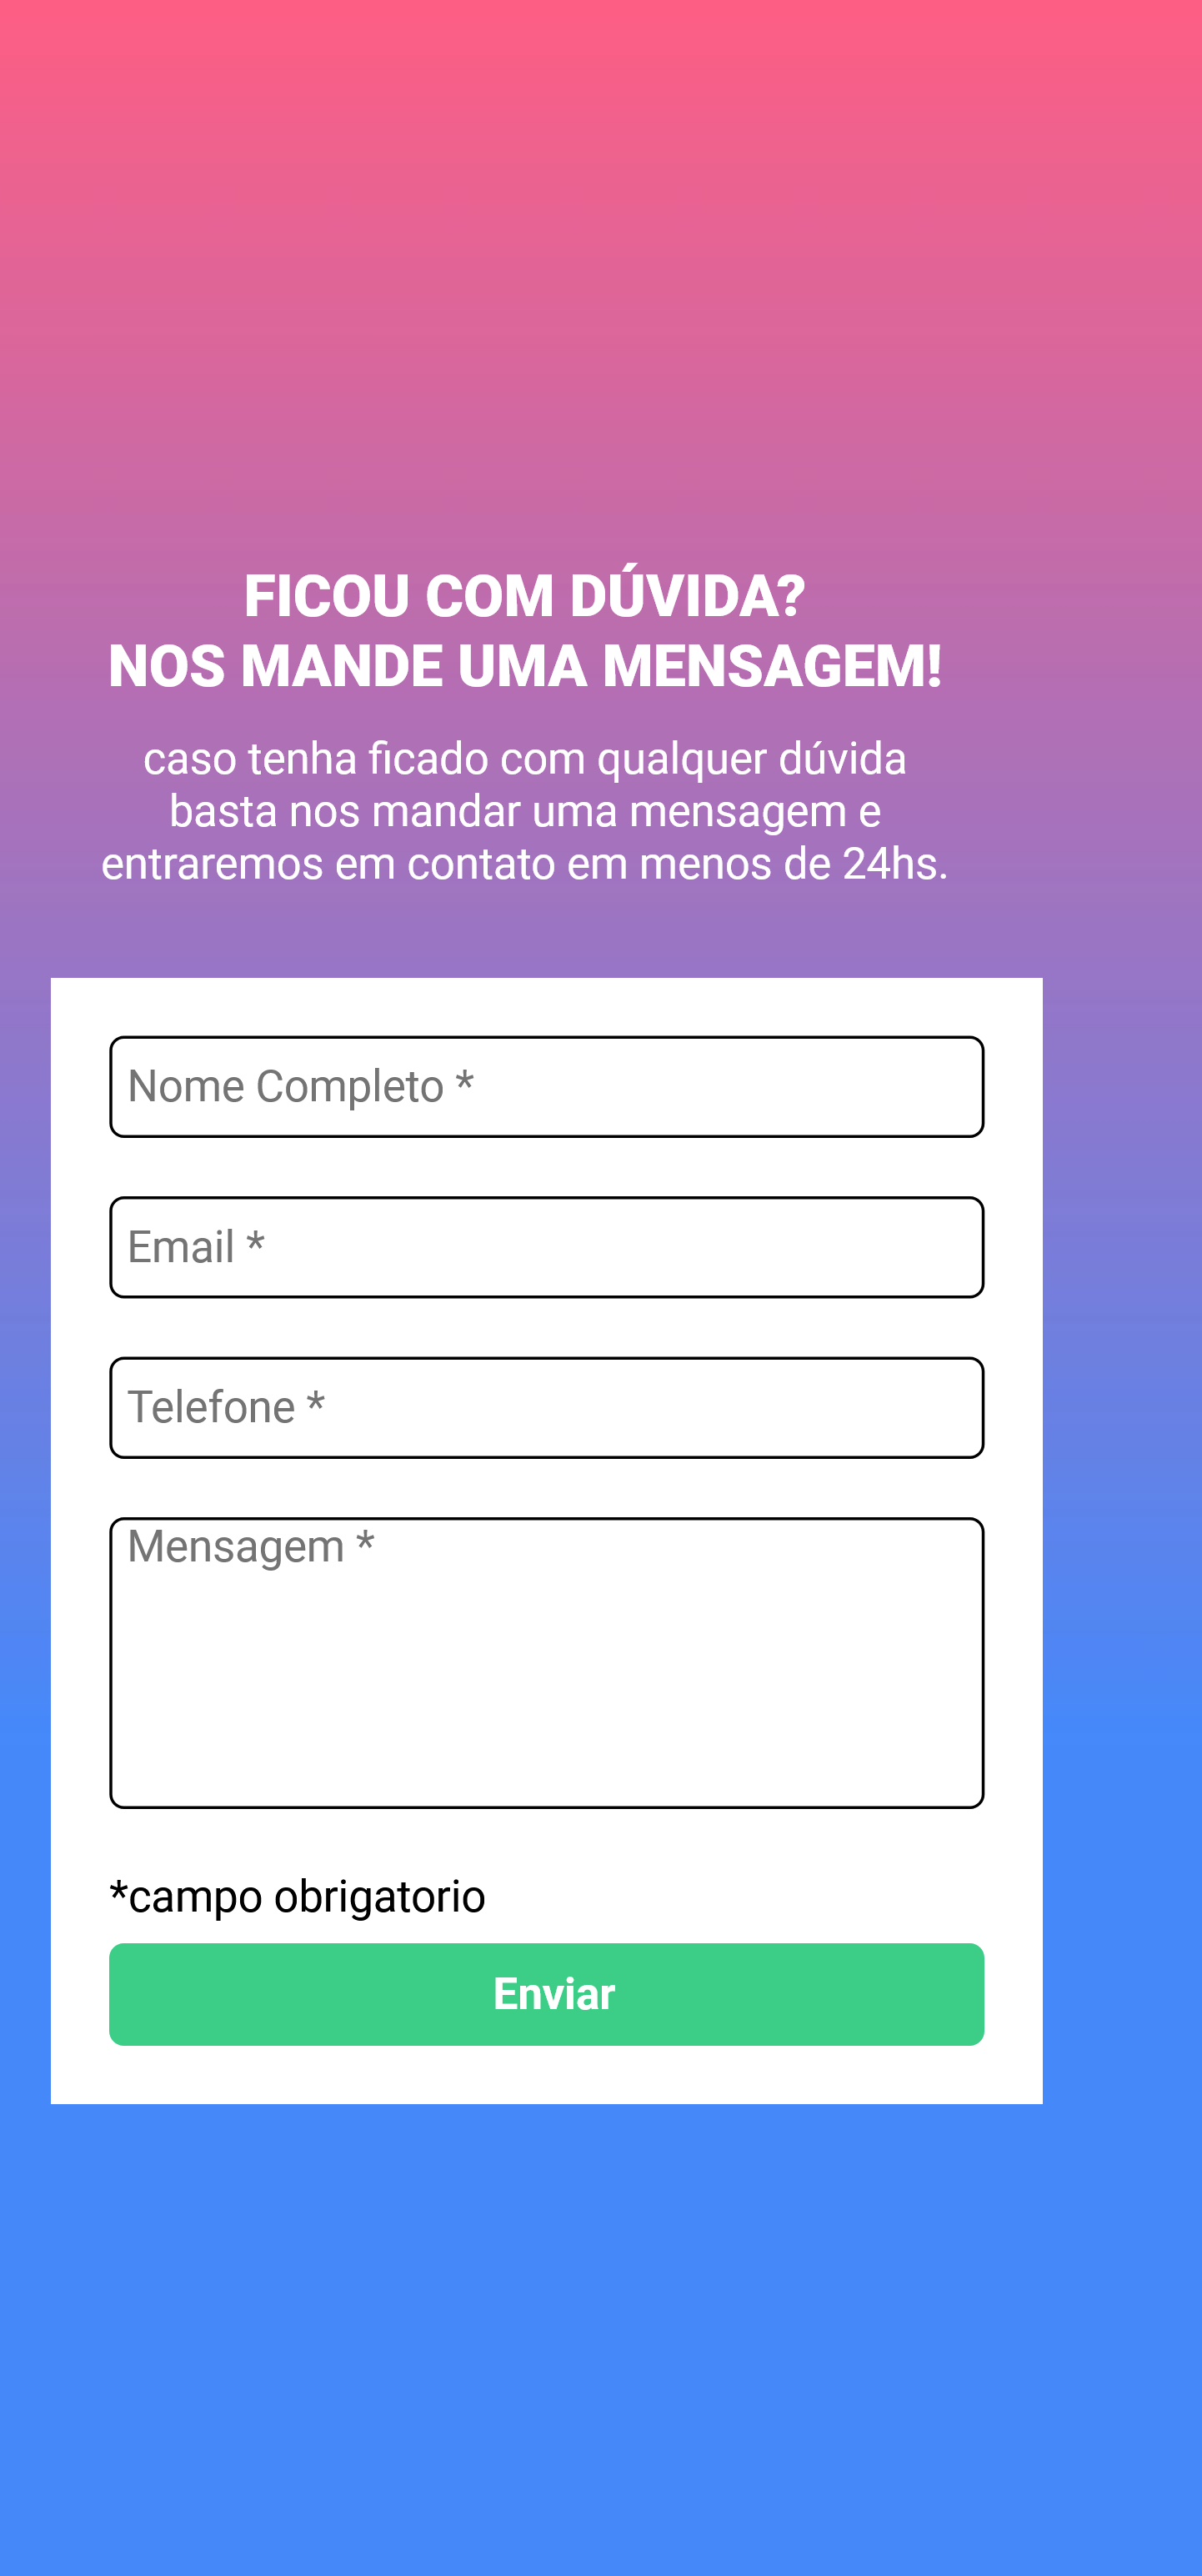 FICOU COM DÚVIDA?
NOS MANDE UMA MENSAGEM!
caso tenha ficado com qualquer dúvida
basta nos mandar uma mensagem e
entraremos em contato em menos de 24hs.
Nome Completo *
Email *
Telefone *
Mensagem *
*campo obrigatorio
Enviar